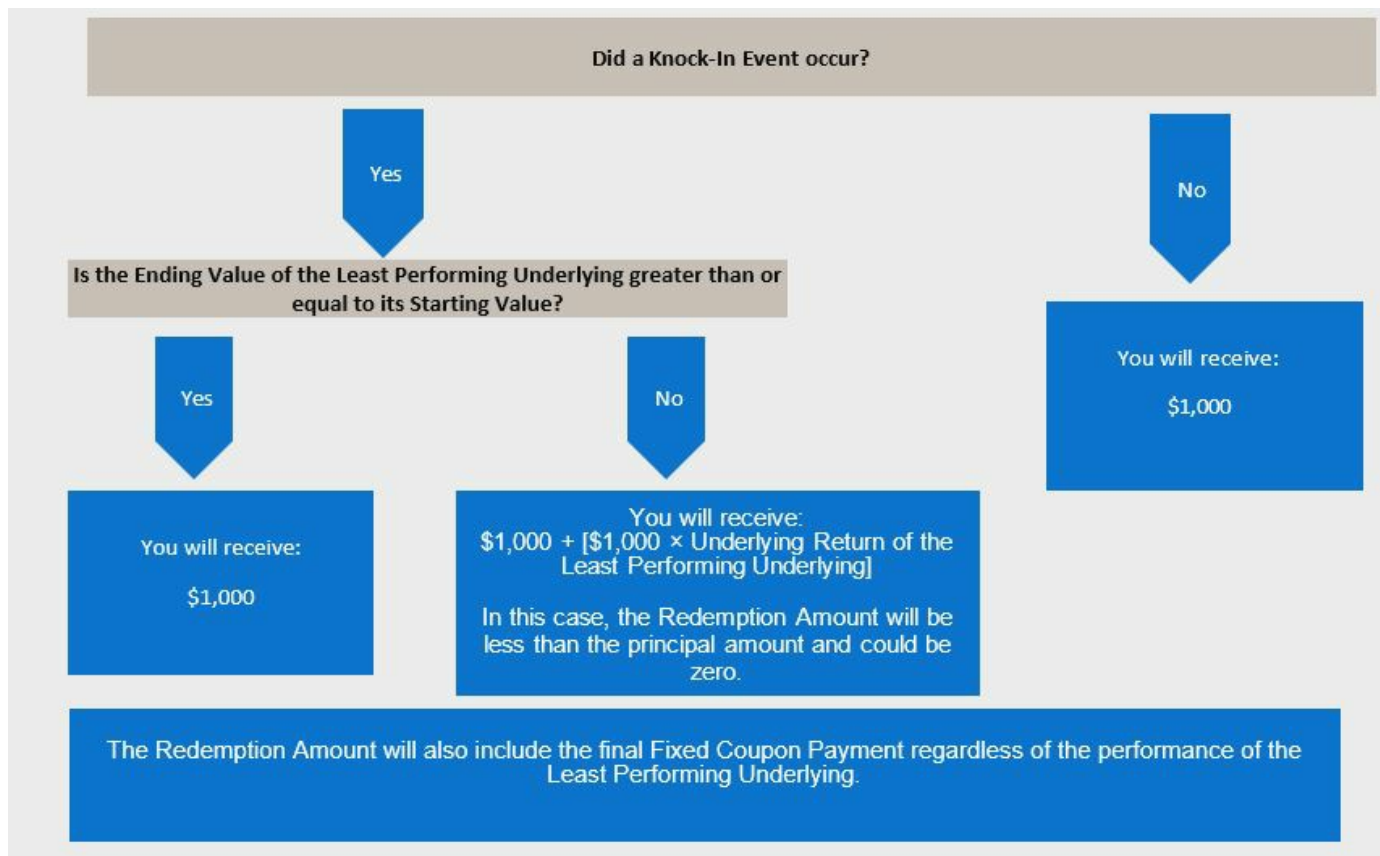 Did a Knock-In Event occur?
Yes
No
Is the Ending Value of the Least Performing Underlying greater than or
equal to its Starting Value?
Yes
No
You will receive:
$1,000
You will receive:
$1,000
You will receive:
$1,000 + [$1,000 × Underlying Return of the
Least Performing Underlying]
In this case, the Redemption Amount will be
less than the principal amount and could be
zero.
The Redemption Amount will also include the final Fixed Coupon Payment regardless of the performance of the
Least Performing Underlying.